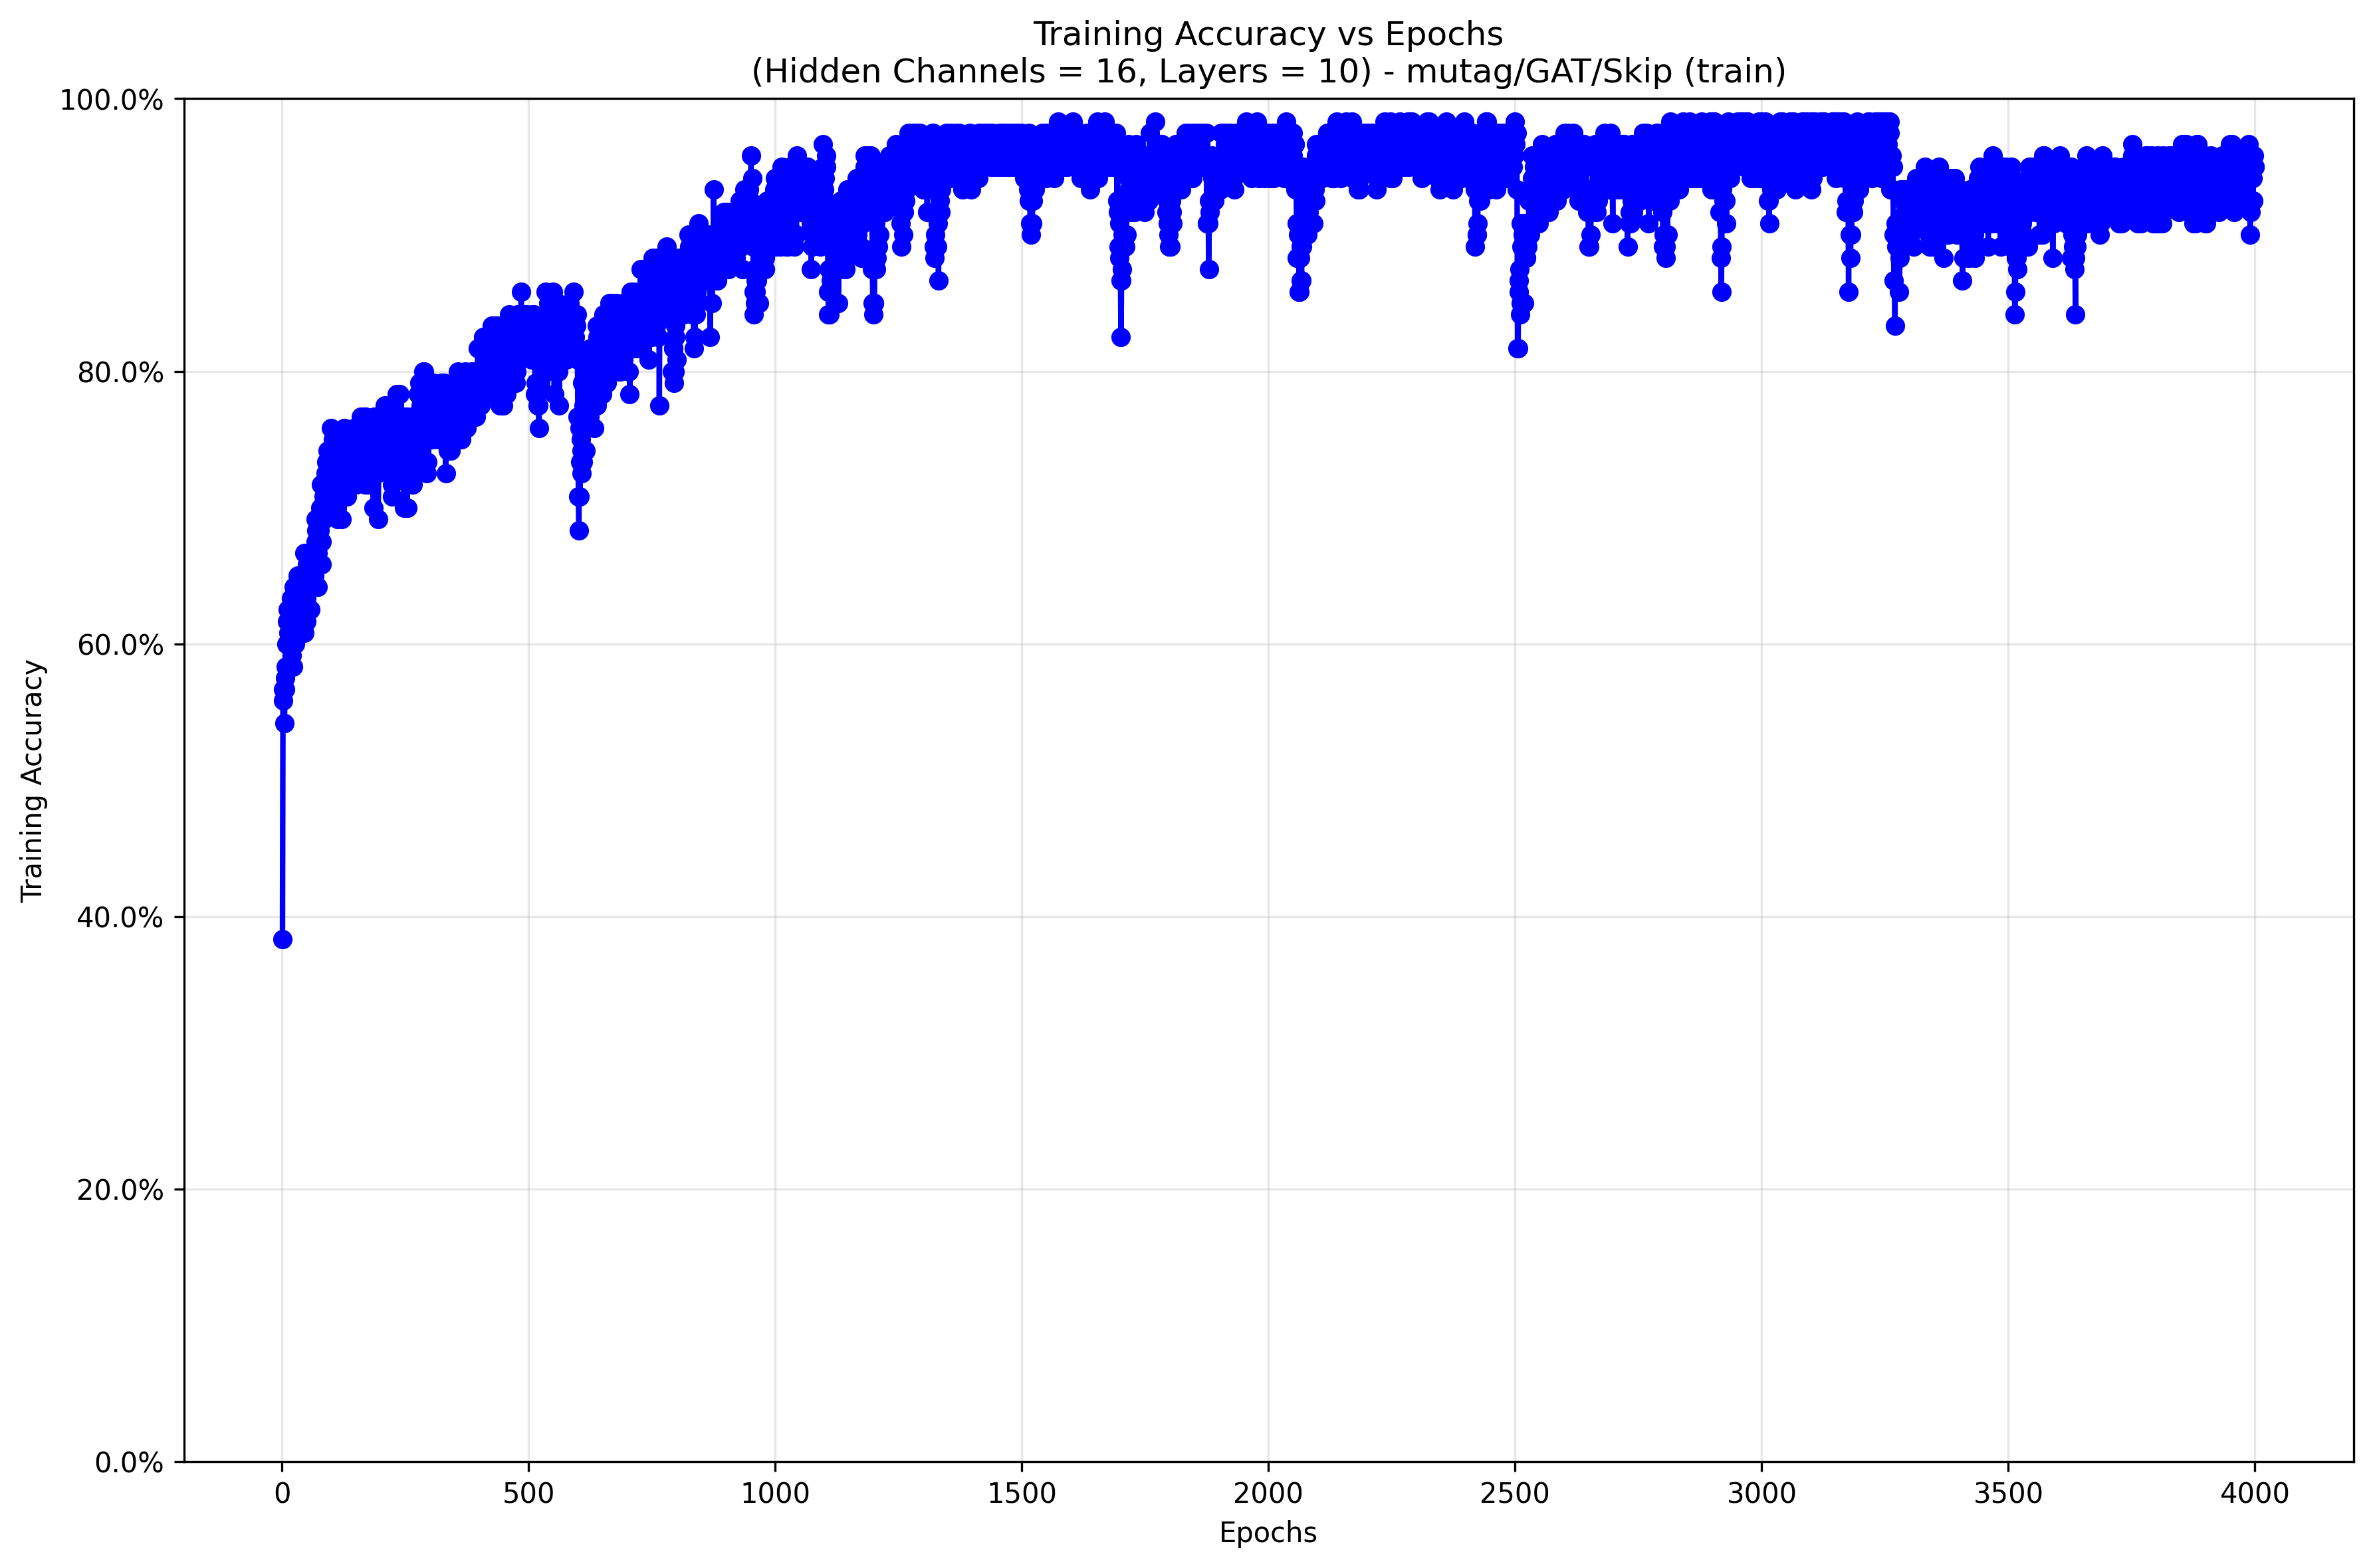 Training Accuracy vs Epochs
(Hidden Channels = 16, Layers = 10) - mutag/GAT/Skip (train)
100.0%
80.0%
60.0%
40.0%
20.0%
0.0%
Training Accuracy
0 500 1000 1500 2000 2500 3000 3500 4000
Epochs